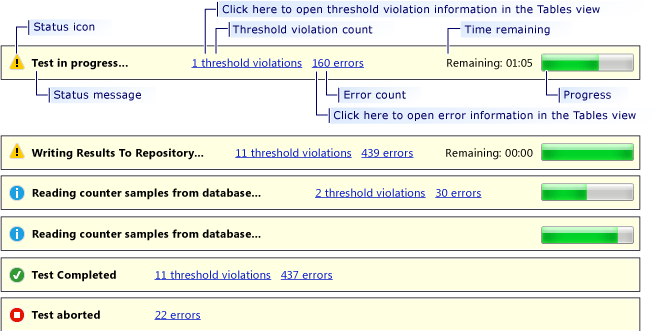 Click here to open threshold violation information in the Tables view
Status icon
Threshold violation count
Time remaining
Test in progress...
1 threshold violations
160 errors
Remaining: 01:05
Status message
Error count
Progress
Click here to open error information in the Tables view
Writing Results To Repository...
11 threshold violations
439 errors
Remaining: 00:00
Reading counter samples from database...
2 threshold violations
30 errors
Reading counter samples from database...
Test Completed
11 threshold violations
437 errors
Test aborted
22 errors